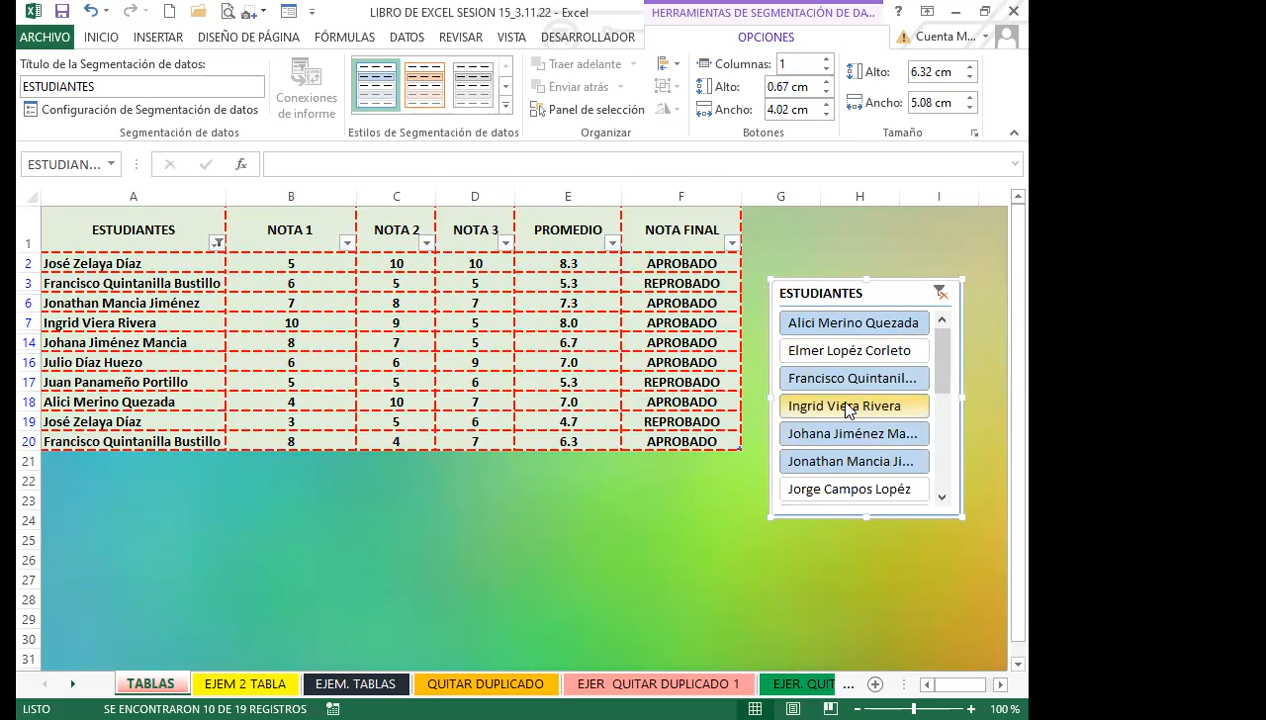 LIBRO DE EXCEL SESION 15_3.11.22 - Excel
HERRAMIENTAS DE SEGMENTACIÓN DE DA...
ARCHIVO INICIO INSERTAR DISEÑO DE PÁGINA FÓRMULAS DATOS REVISAR VISTA DESARROLLADOR OPCIONES Cuenta M...
Título de la Segmentación de datos:
ESTUDIANTES
Configuración de Segmentación de datos
Segmentación de datos
Conexiones
de informe
Estilos de Segmentación de datos
Traer adelante
Enviar atrás
Panel de selección
Organizar
Columnas: 1
Alto: 0.67 cm
Ancho: 4.02 cm
Botones
Alto: 6.32 cm
Ancho: 5.08 cm
Tamaño
ESTUDIAN... fx
A B C D E F G H I
1 ESTUDIANTES NOTA 1 NOTA 2 NOTA 3 PROMEDIO NOTA FINAL
2 José Zelaya Díaz 5 10 10 8.3 APROBADO
3 Francisco Quintanilla Bustillo 6 5 5 5.3 REPROBADO
6 Jonathan Mancia Jiménez 7 8 7 7.3 APROBADO
7 Ingrid Viera Rivera 10 9 5 8.0 APROBADO
14 Johana Jiménez Mancia 8 7 5 6.7 APROBADO
16 Julio Díaz Huezo 6 6 9 7.0 APROBADO
17 Juan Panameño Portillo 5 5 6 5.3 REPROBADO
18 Alici Merino Quezada 4 10 7 7.0 APROBADO
19 José Zelaya Díaz 3 5 6 4.7 REPROBADO
20 Francisco Quintanilla Bustillo 8 4 7 6.3 APROBADO
21
22
23
24
25
26
27
28
29
30
31
ESTUDIANTES
Alici Merino Quezada
Elmer Lopéz Corleto
Francisco Quintanil...
Ingrid Viera Rivera
Johana Jiménez Ma...
Jonathan Mancia Ji...
Jorge Campos Lopéz
TABLAS EJEM 2 TABLA EJEM. TABLAS QUITAR DUPLICADO EJER QUITAR DUPLICADO 1 EJER. QUIT ...
LISTO SE ENCONTRARON 10 DE 19 REGISTROS 100 %